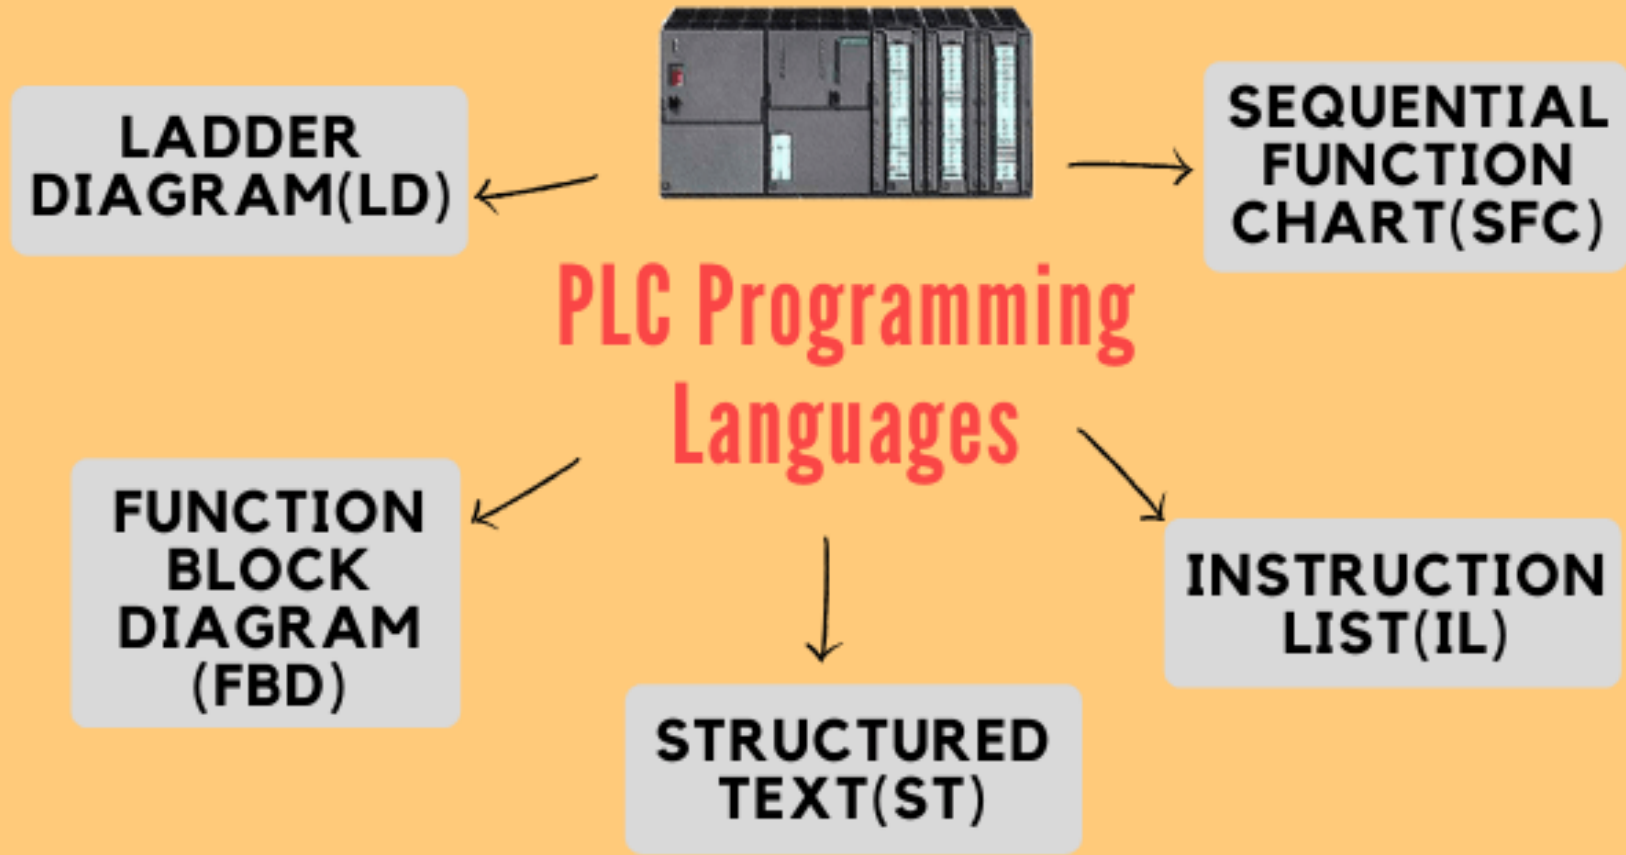 LADDER
DIAGRAM(LD)
SEQUENTIAL
FUNCTION
CHART(SFC)
PLC Programming
Languages
FUNCTION
BLOCK
DIAGRAM
(FBD)
INSTRUCTION
LIST(IL)
STRUCTURED
TEXT(ST)